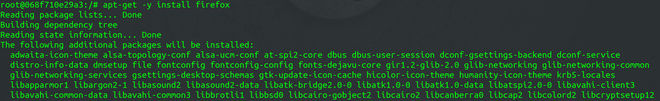 root@068f710e29a3:/# apt-get -y install firefox
Reading package lists... Done
Building dependency tree
Reading state information... Done
The following additional packages will be installed:
adwaita-icon-theme alsa-topology-conf alsa-ucm-conf at-spi2-core dbus dbus-user-session dconf-gsettings-backend dconf-service
distro-info-data dmsetup file fontconfig fontconfig-config fonts-dejavu-core gir1.2-glib-2.0 glib-networking glib-networking-common
glib-networking-services gsettings-desktop-schemas gtk-update-icon-cache hicolor-icon-theme humanity-icon-theme krb5-locales
libapparmor1 libargon2-1 libasound2 libasound2-data libatk-bridge2.0-0 libatk1.0-0 libatk1.0-data libatspi2.0-0 libavahi-client3
libavahi-common-data libavahi-common3 libbrotli1 libbsd0 libcairo-gobject2 libcairo2 libcanberra0 libcap2 libcolord2 libcryptsetup12